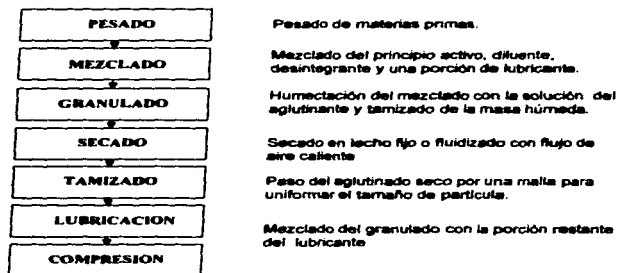 PESADO
Pesado de materias primas.
MEZCLADO
Mezclado del principio activo, diluente,
desintegrante y una porción de lubricante.
GRANULADO
Humectación del mezclado con la solución del
aglutinante y tamizado de la masa húmeda.
SECADO
Secado en lecho fijo o fluidizado con flujo de
aire caliente
TAMIZADO
Paso del aglutinado seco por una malla para
uniformar el tamaño de partícula.
LUBRICACION
Mezclado del granulado con la porción restante
del lubricante
COMPRESION